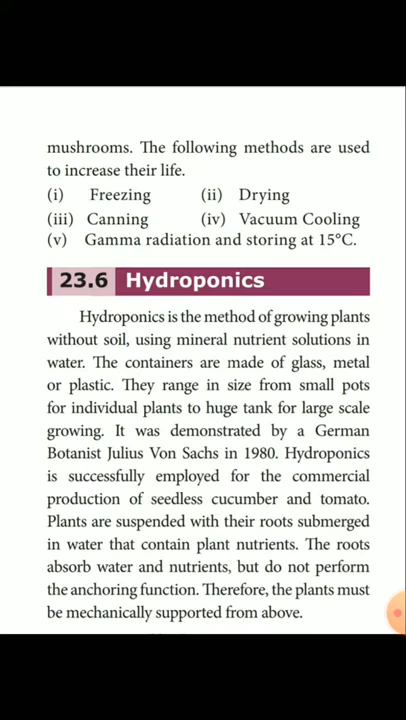 mushrooms. The following methods are used
to increase their life.
(i) Freezing (ii) Drying
(iii) Canning (iv) Vacuum Cooling
(v) Gamma radiation and storing at 15°C.
23.6 Hydroponics
Hydroponics is the method of growing plants
without soil, using mineral nutrient solutions in
water. The containers are made of glass, metal
or plastic. They range in size from small pots
for individual plants to huge tank for large scale
growing. It was demonstrated by a German
Botanist Julius Von Sachs in 1980. Hydroponics
is successfully employed for the commercial
production of seedless cucumber and tomato.
Plants are suspended with their roots submerged
in water that contain plant nutrients. The roots
absorb water and nutrients, but do not perform
the anchoring function. Therefore, the plants must
be mechanically supported from above.